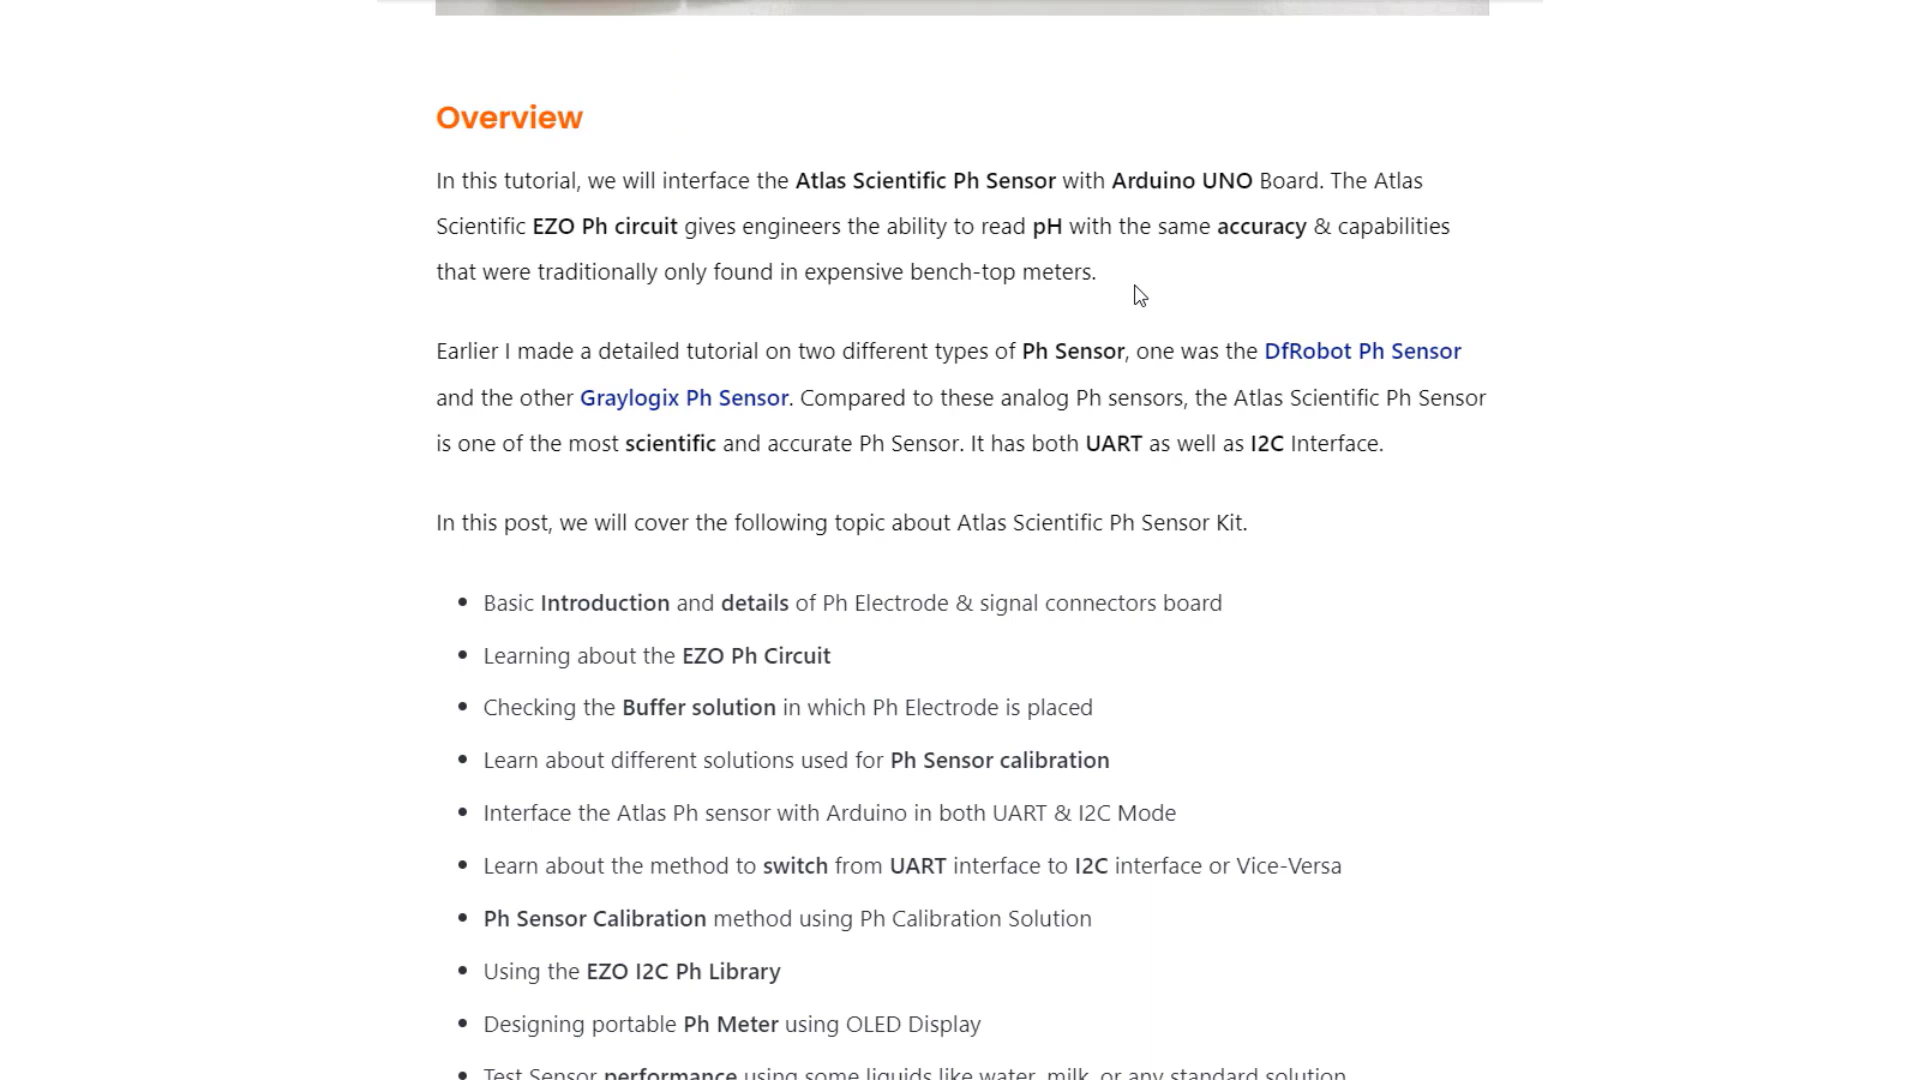 Overview
In this tutorial, we will interface the Atlas Scientific Ph Sensor with Arduino UNO Board. The Atlas
Scientific EZO Ph circuit gives engineers the ability to read pH with the same accuracy & capabilities
that were traditionally only found in expensive bench-top meters.
Earlier I made a detailed tutorial on two different types of Ph Sensor, one was the DfRobot Ph Sensor
and the other Graylogix Ph Sensor. Compared to these analog Ph sensors, the Atlas Scientific Ph Sensor
is one of the most scientific and accurate Ph Sensor. It has both UART as well as I2C Interface.
In this post, we will cover the following topic about Atlas Scientific Ph Sensor Kit.
• Basic Introduction and details of Ph Electrode & signal connectors board
• Learning about the EZO Ph Circuit
• Checking the Buffer solution in which Ph Electrode is placed
• Learn about different solutions used for Ph Sensor calibration
• Interface the Atlas Ph sensor with Arduino in both UART & I2C Mode
• Learn about the method to switch from UART interface to I2C interface or Vice-Versa
• Ph Sensor Calibration method using Ph Calibration Solution
• Using the EZO I2C Ph Library
• Designing portable Ph Meter using OLED Display
• Test Sensor performance using some liquids like water, milk, or any standard solution